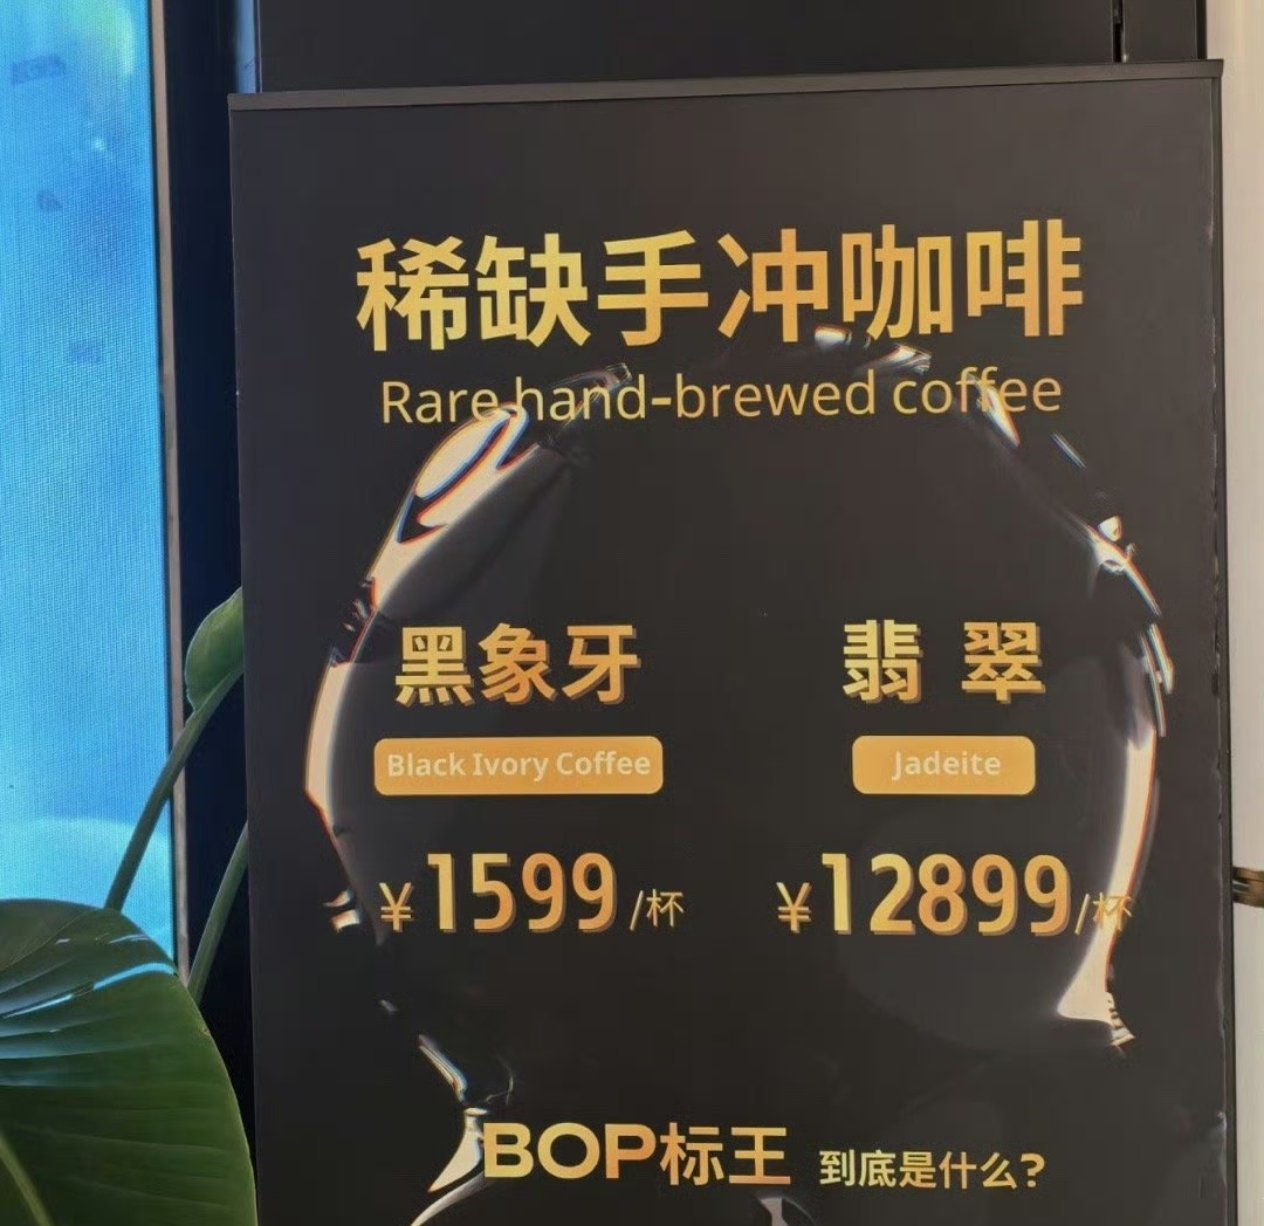 稀缺手冲咖啡
Rare hand-brewed coffee
黑象牙 翡翠
Black Ivory Coffee Jadeite
¥1599/杯 ¥12899/杯
BOP标王 到底是什么?